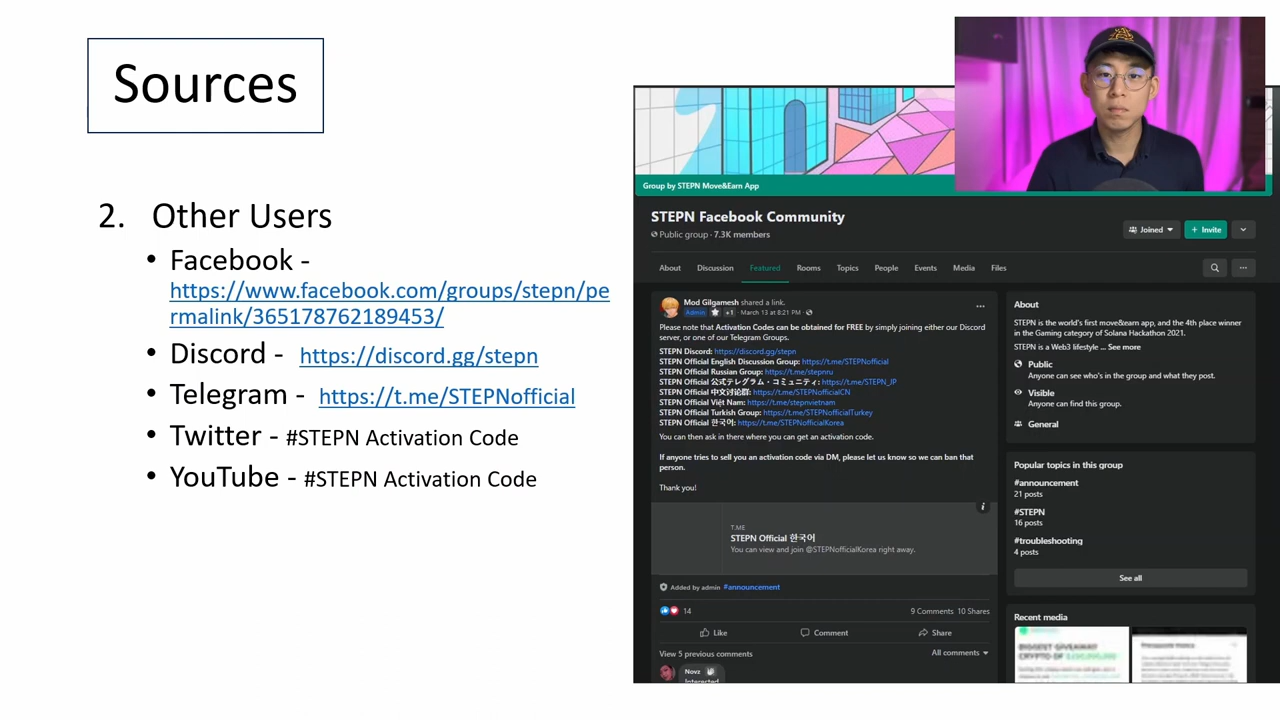 Sources
2. Other Users
• Facebook -
https://www.facebook.com/groups/stepn/pe
rmalink/365178762189453/
• Discord - https://discord.gg/stepn
• Telegram - https://t.me/STEPNofficial
• Twitter - #STEPN Activation Code
• YouTube - #STEPN Activation Code
Group by STEPN Move&Earn App
STEPN Facebook Community
Public group · 7.3K members
Joined
+ Invite
About Discussion Featured Rooms Topics People Events Media Files
Mod Gilgamesh shared a link.
Admin +1 · March 13 at 8:21 PM ·
Please note that Activation Codes can be obtained for FREE by simply joining either our Discord
server, or one of our Telegram Groups.
STEPN Discord: https://discord.gg/stepn
STEPN Official English Discussion Group: https://t.me/STEPNofficial
STEPN Official Russian Group: https://t.me/stepnru
STEPN Official 公式テレグラム・コミュニティ: https://t.me/STEPN_JP
STEPN Official 中文讨论群: https://t.me/STEPNofficialCN
STEPN Official Việt Nam: https://t.me/stepnvietnam
STEPN Official Turkish Group: https://t.me/STEPNofficialTurkey
STEPN Official 한국어: https://t.me/STEPNofficialKorea
You can then ask in there where you can get an activation code.
If anyone tries to sell you an activation code via DM, please let us know so we can ban that
person.
Thank you!
T.ME
STEPN Official 한국어
You can view and join @STEPNofficialKorea right away.
Added by admin #announcement
14
9 Comments 10 Shares
Like Comment Share
View 5 previous comments
All comments
Novz
Interested
About
STEPN is the world's first move&earn app, and the 4th place winner
in the Gaming category of Solana Hackathon 2021.
STEPN is a Web3 lifestyle ... See more
Public
Anyone can see who's in the group and what they post.
Visible
Anyone can find this group.
General
Popular topics in this group
#announcement
21 posts
#STEPN
16 posts
#troubleshooting
4 posts
See all
Recent media